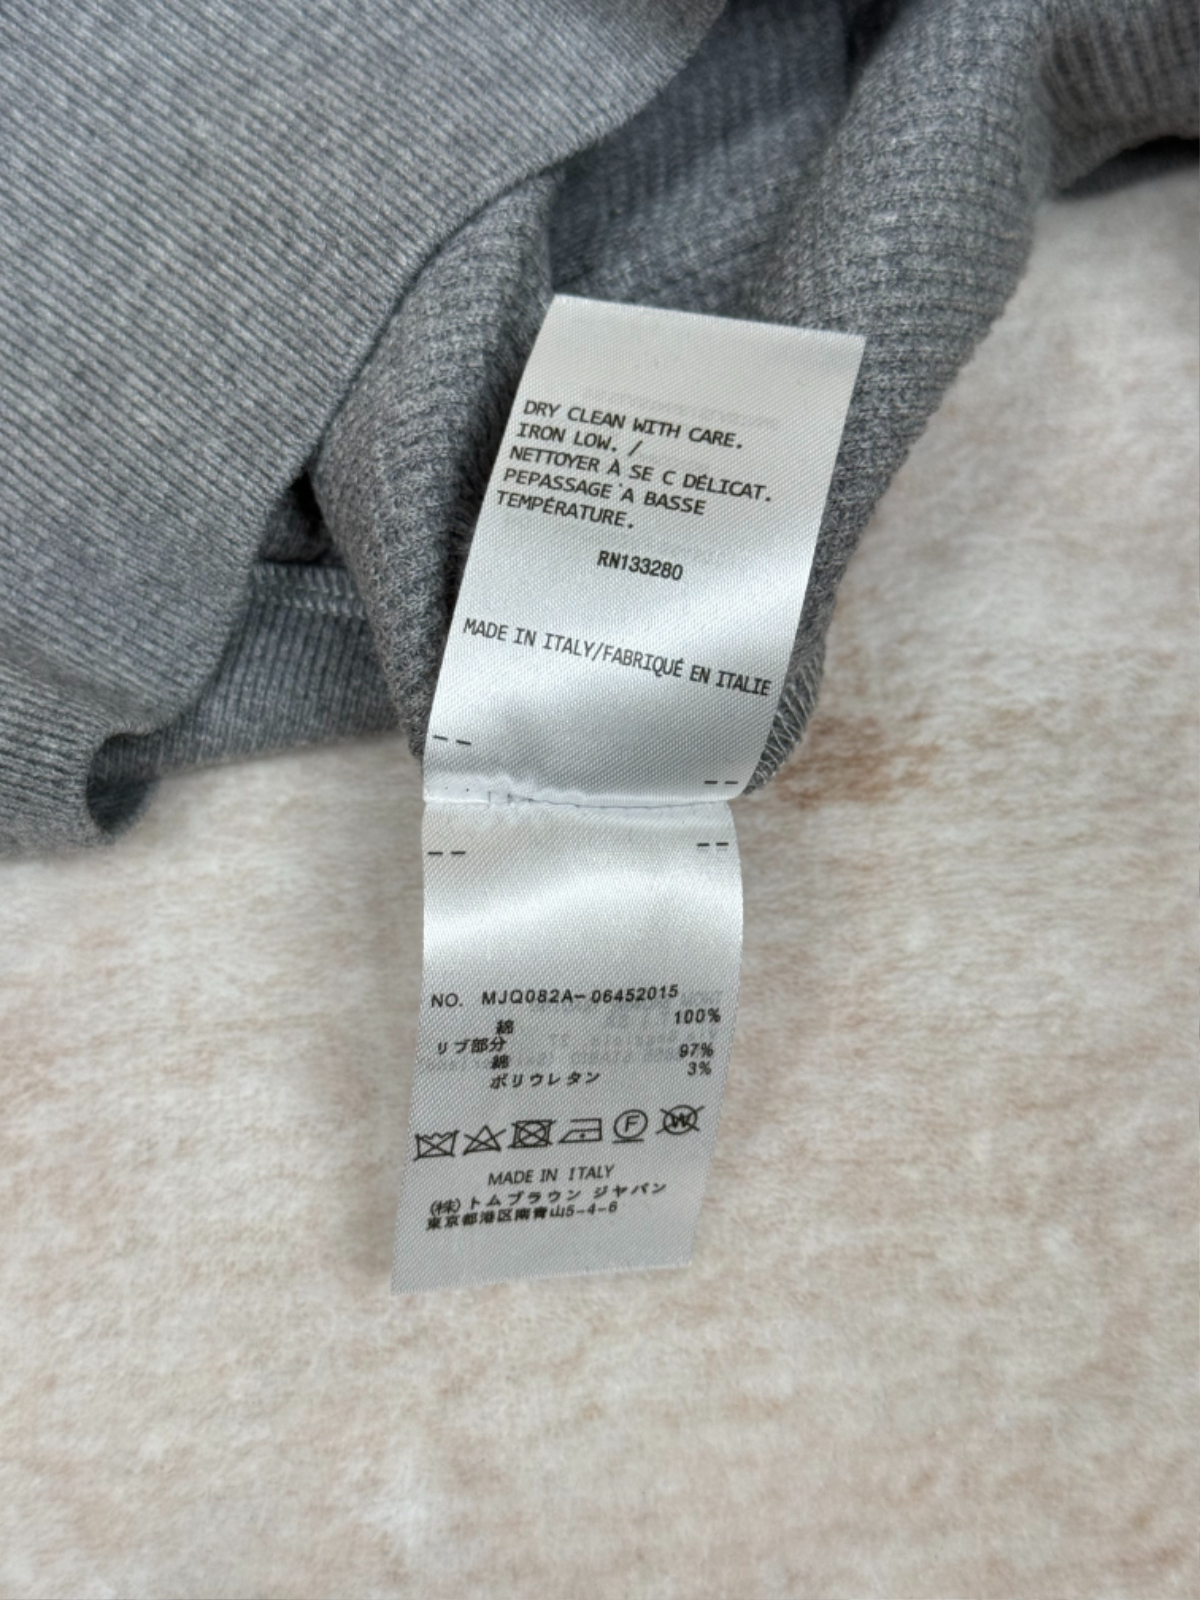 DRY CLEAN WITH CARE.
IRON LOW. /
NETTOYER À SE C DÉLICAT.
PEPASSAGE À BASSE
TEMPÉRATURE.
RN133280
MADE IN ITALY/FABRIQUÉ EN ITALIE
NO. MJQ082A-06452015
綿 100%
リブ部分
綿 97%
ポリウレタン 3%
F W
MADE IN ITALY
(株)トムブラウン ジャパン
東京都港区南青山5-4-6